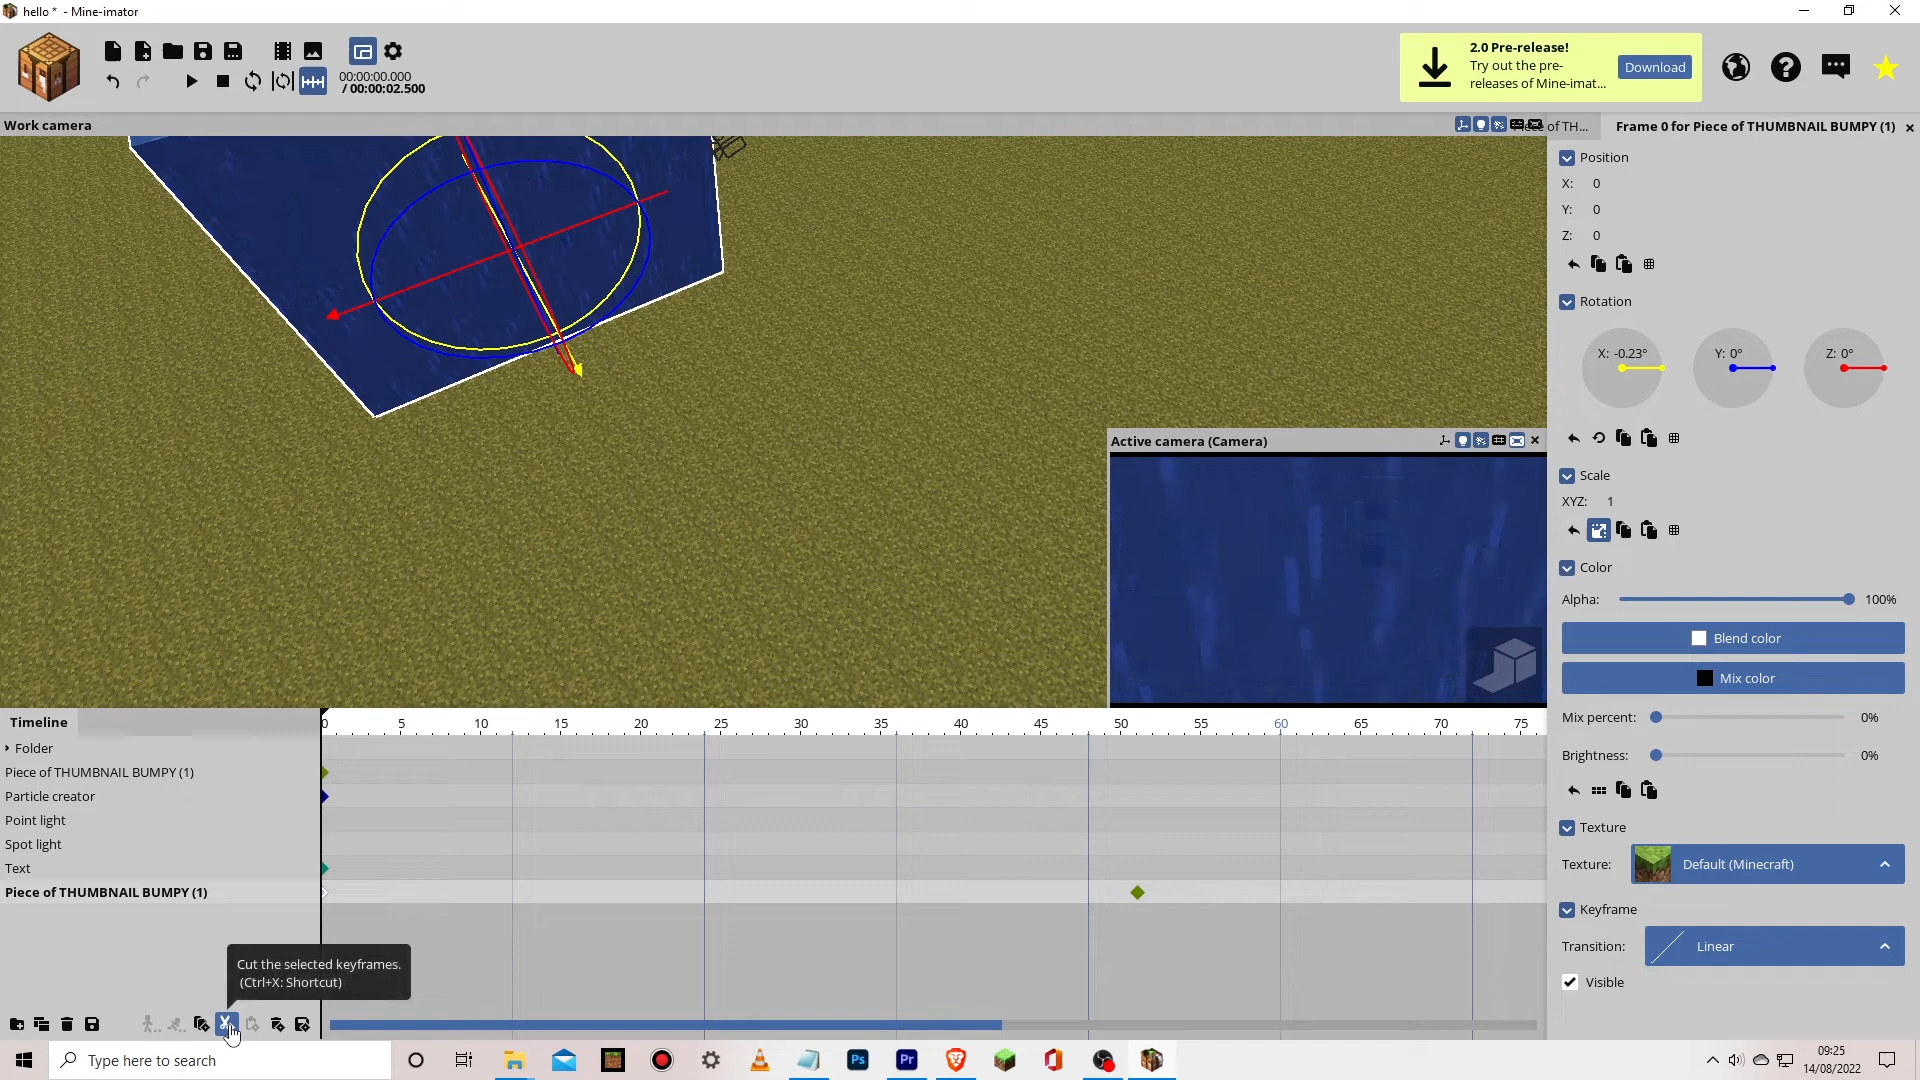 hello * - Mine-imator
00:00:00.000
/ 00:00:02.500
2.0 Pre-release!
Try out the pre-
releases of Mine-imat...
Download
Work camera
of TH...
Frame 0 for Piece of THUMBNAIL BUMPY (1)
Position
X: 0
Y: 0
Z: 0
Rotation
X: -0.23° Y: 0° Z: 0°
Scale
XYZ: 1
Color
Alpha: 100%
Blend color
Mix color
Mix percent: 0%
Brightness: 0%
Texture
Texture: Default (Minecraft)
Keyframe
Transition: Linear
Visible
Active camera (Camera)
Timeline
0 5 10 15 20 25 30 35 40 45 50 55 60 65 70 75
Folder
Piece of THUMBNAIL BUMPY (1)
Particle creator
Point light
Spot light
Text
Piece of THUMBNAIL BUMPY (1)
Cut the selected keyframes.
(Ctrl+X: Shortcut)
Type here to search
Ps
Pr
09:25
14/08/2022